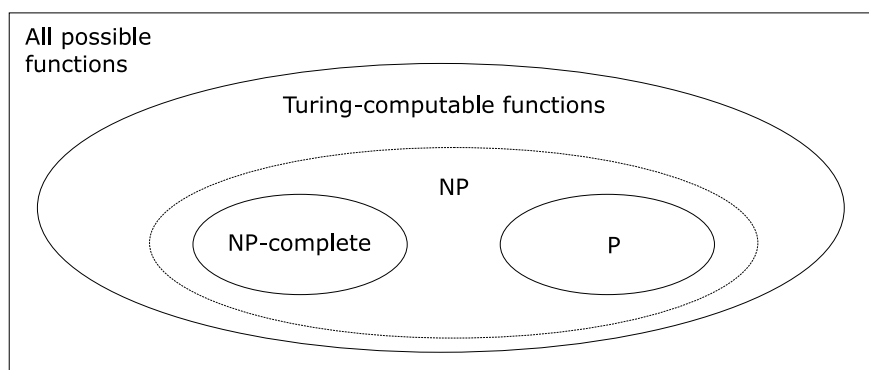 All possible
functions
Turing-computable functions
NP
NP-complete
P